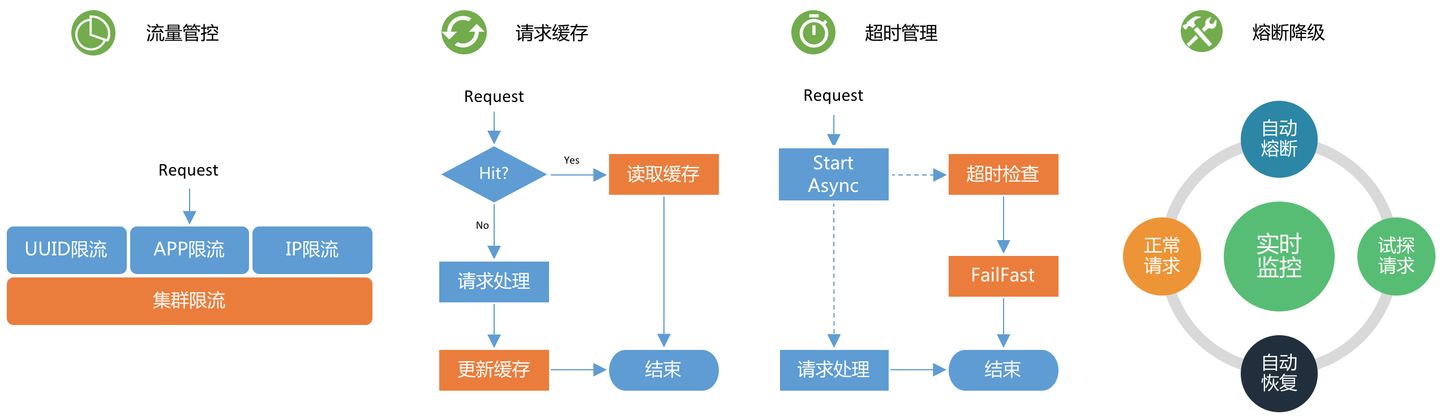 流量管控
Request
UUID限流
APP限流
IP限流
集群限流
请求缓存
Request
Hit?
Yes
读取缓存
No
请求处理
更新缓存
结束
超时管理
Request
Start
Async
超时检查
FailFast
请求处理
结束
熔断降级
自动
熔断
正常
请求
实时
监控
试探
请求
自动
恢复